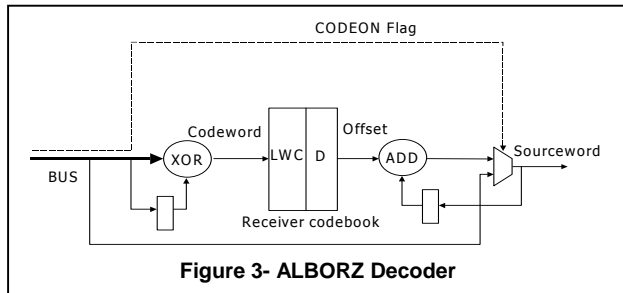 CODEON Flag
Codeword
Offset
Sourceword
XOR
LWC
D
ADD
BUS
Receiver codebook
Figure 3- ALBORZ Decoder